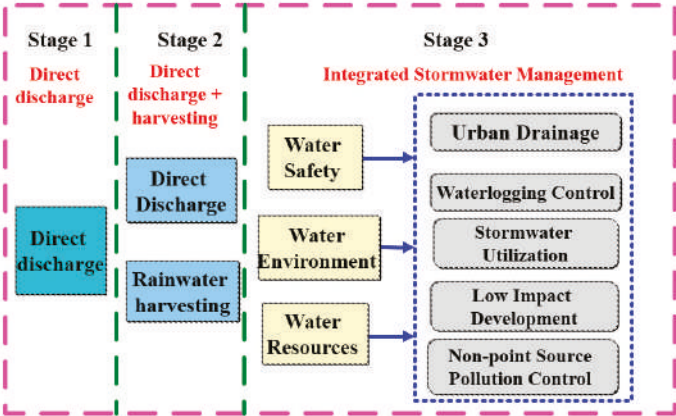 Stage 1
Direct
discharge
Direct
discharge
Stage 2
Direct
discharge +
harvesting
Direct
Discharge
Rainwater
harvesting
Stage 3
Integrated Stormwater Management
Water
Safety
Water
Environment
Water
Resources
Urban Drainage
Waterlogging Control
Stormwater
Utilization
Low Impact
Development
Non-point Source
Pollution Control